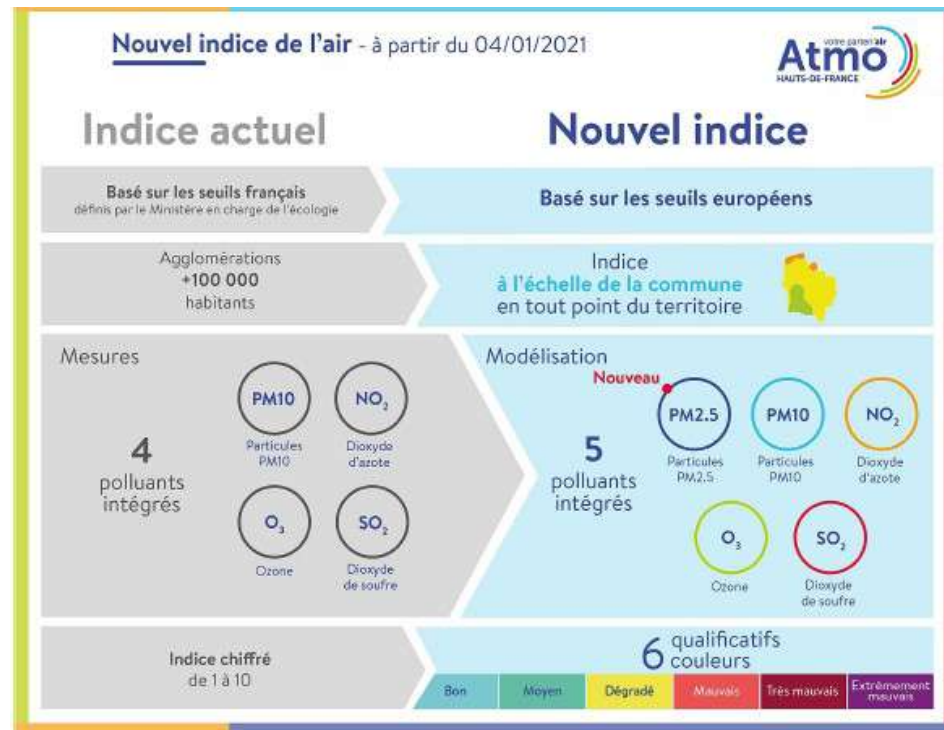 Nouvel indice de l'air - à partir du 04/01/2021
votre parten'air
Atmo
HAUTS-DE-FRANCE
Indice actuel
Nouvel indice
Basé sur les seuils français
définis par le Ministère en charge de l'écologie
Basé sur les seuils européens
Agglomérations
+100 000
habitants
Indice
à l'échelle de la commune
en tout point du territoire
Mesures
4
polluants
intégrés
PM10
Particules
PM10
NO₂
Dioxyde
d'azote
O₃
Ozone
SO₂
Dioxyde
de soufre
Modélisation
Nouveau
5
polluants
intégrés
PM2.5
Particules
PM2.5
PM10
Particules
PM10
NO₂
Dioxyde
d'azote
O₃
Ozone
SO₂
Dioxyde
de soufre
Indice chiffré
de 1 à 10
6 qualificatifs
couleurs
Bon
Moyen
Dégradé
Mauvais
Très mauvais
Extrêmement
mauvais